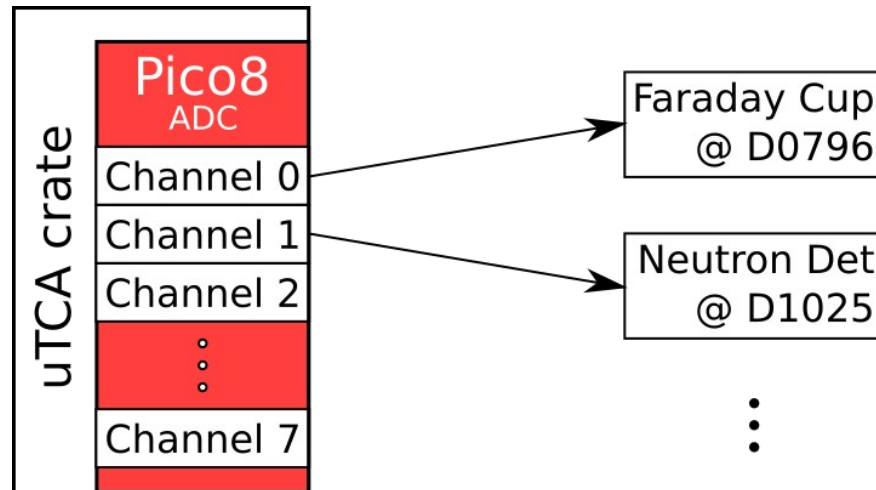 uTCA crate
Pico8
ADC
Channel 0
Channel 1
Channel 2
Channel 7
Faraday Cup
@ D0796
Neutron Det
@ D1025